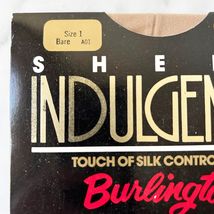 Size 1
Bare A01
SHE
INDULGEN
TOUCH OF SILK CONTRO
Burlingt